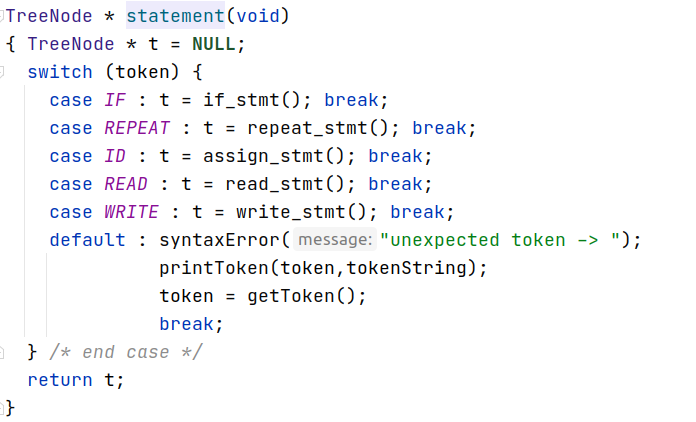 TreeNode * statement(void)
{ TreeNode * t = NULL;
  switch (token) {
    case IF : t = if_stmt(); break;
    case REPEAT : t = repeat_stmt(); break;
    case ID : t = assign_stmt(); break;
    case READ : t = read_stmt(); break;
    case WRITE : t = write_stmt(); break;
    default : syntaxError( message: "unexpected token -> ");
              printToken(token,tokenString);
              token = getToken();
              break;
  } /* end case */
  return t;
}